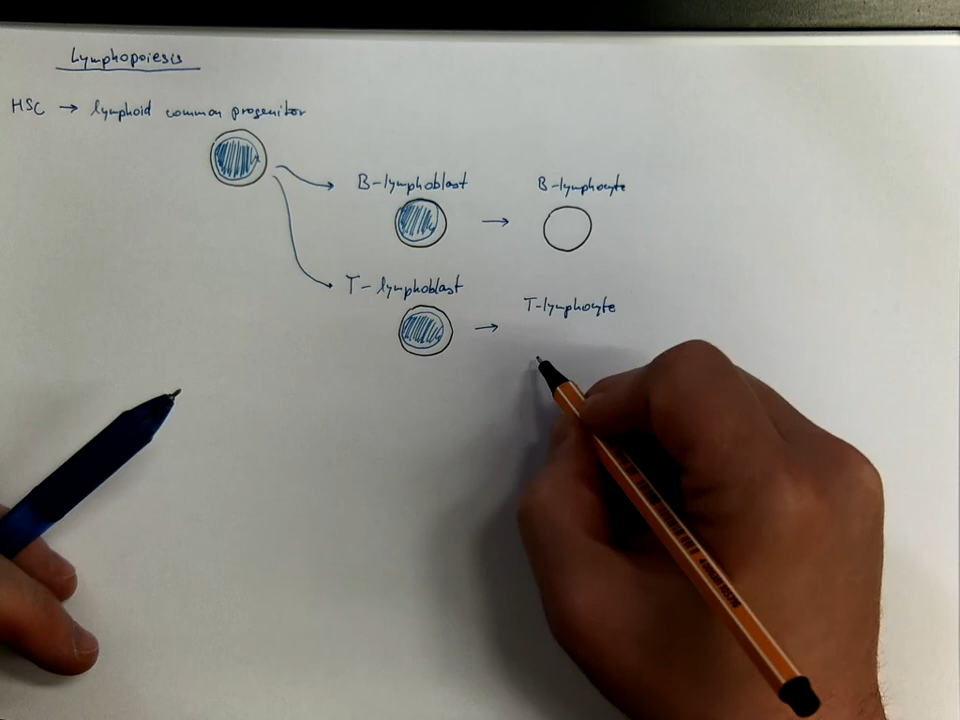 Lymphopoiesis
HSC → lymphoid common progenitor
B-lymphoblast → B-lymphocyte
T-lymphoblast → T-lymphocyte